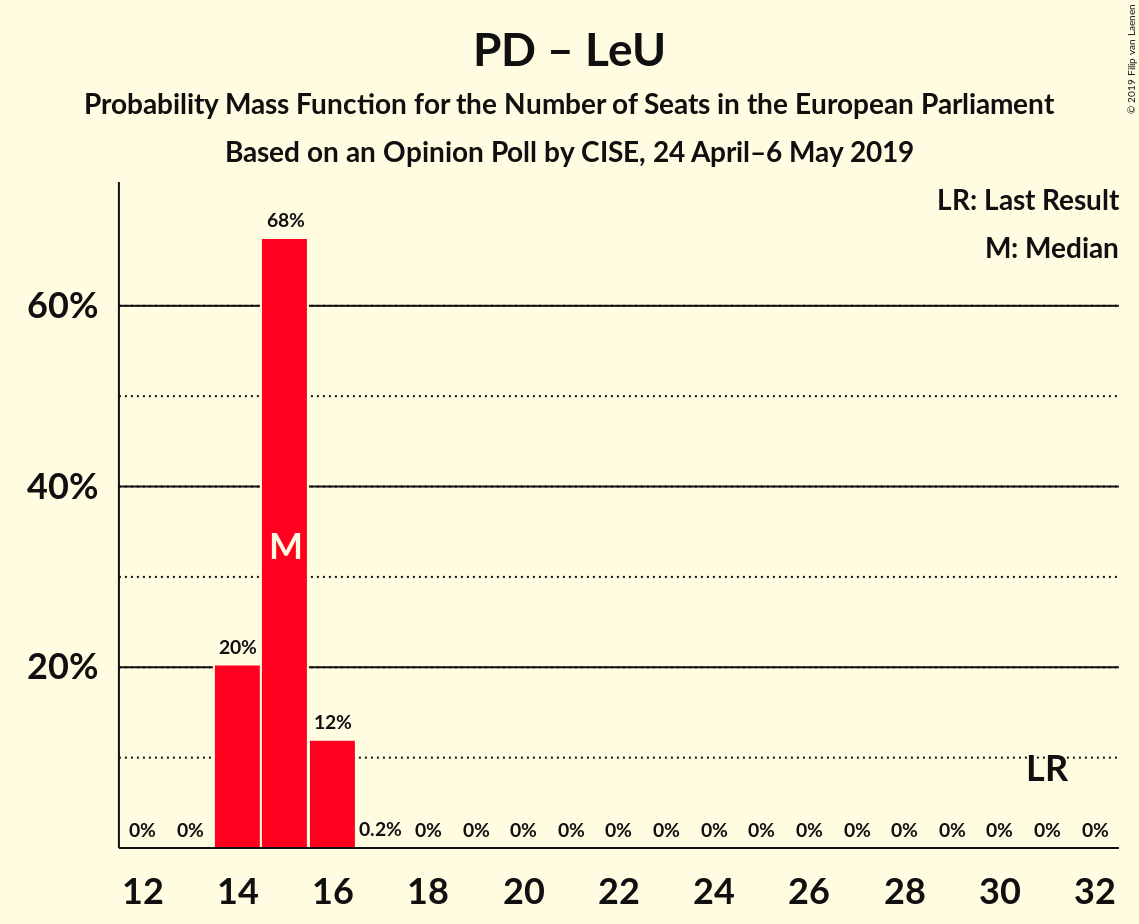 PD – LeU
Probability Mass Function for the Number of Seats in the European Parliament
Based on an Opinion Poll by CISE, 24 April–6 May 2019
© 2019 Filip van Laenen
LR: Last Result
M: Median
68%
60%
40%
M
20%
20%
12%
LR
0% 0% 0.2% 0% 0% 0% 0% 0% 0% 0% 0% 0% 0% 0% 0% 0% 0% 0%
12 14 16 18 20 22 24 26 28 30 32